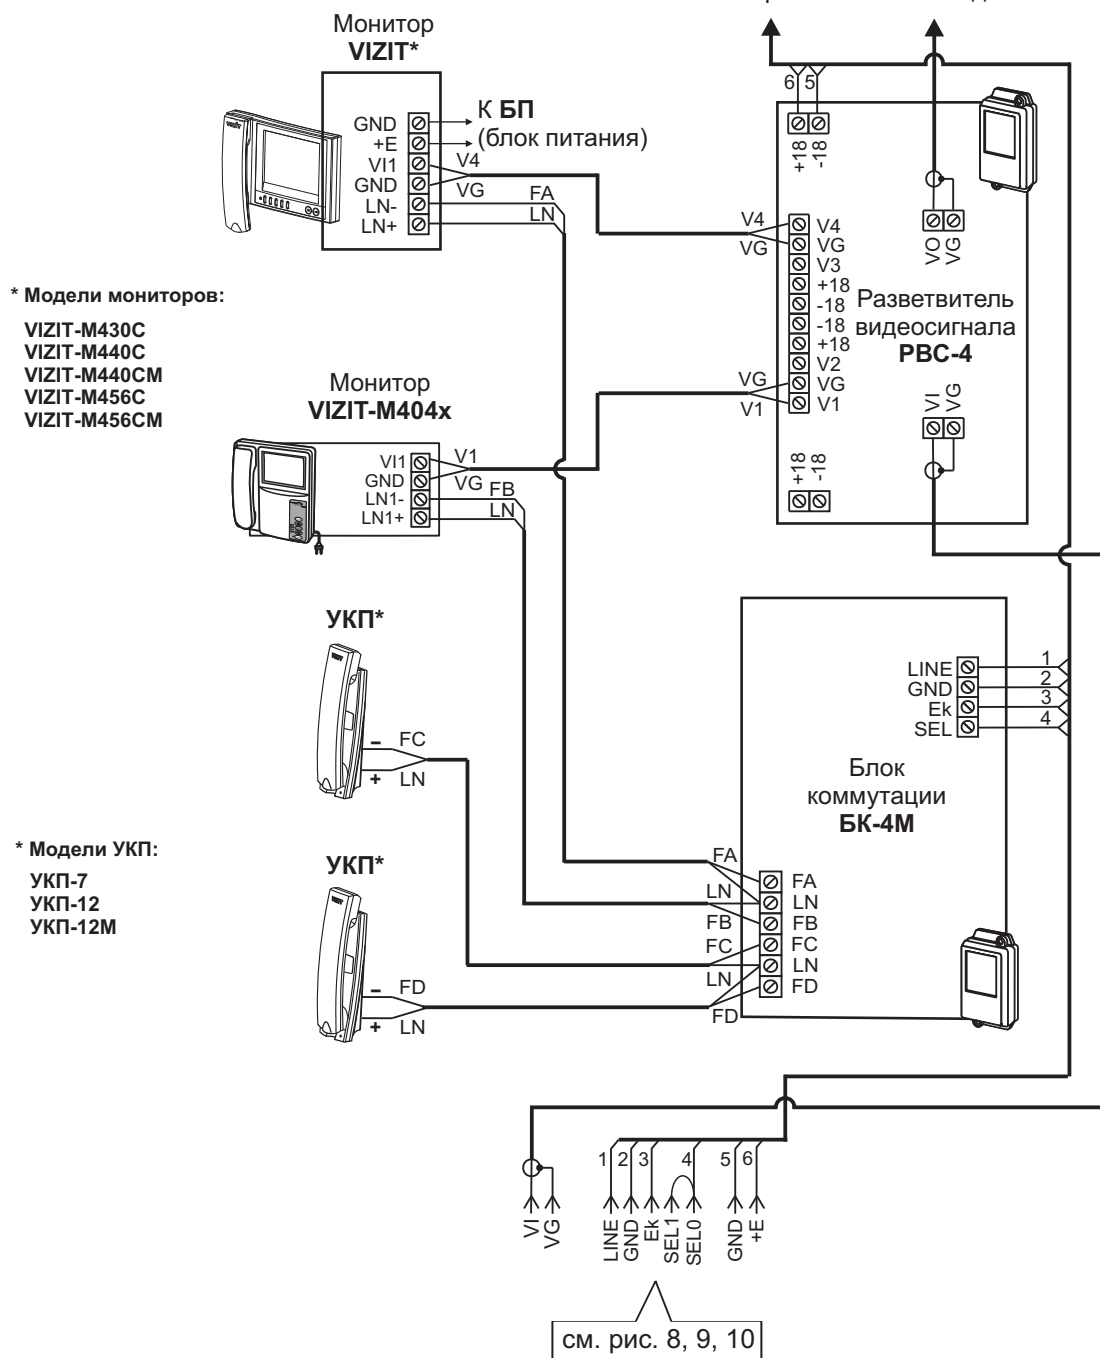 Монитор
VIZIT*
GND
+E
VI1
GND
LN-
LN+
К БП
(блок питания)
V4
VG
FA
LN
6
5
+18
-18
V4
VG
V4
VG
V3
+18
-18
-18
+18
V2
VG
V1
VG
V1
VO
VG
Разветвитель
видеосигнала
РВС-4
VI
VG
+18
-18
* Модели мониторов:
VIZIT-M430C
VIZIT-M440C
VIZIT-M440CM
VIZIT-M456C
VIZIT-M456CM
Монитор
VIZIT-M404x
VI1
GND
LN1-
LN1+
V1
VG
FB
LN
УКП*
VIZIT
–
+
FC
LN
LINE
GND
Ek
SEL
1
2
3
4
Блок
коммутации
БК-4М
* Модели УКП:
УКП-7
УКП-12
УКП-12М
УКП*
VIZIT
–
+
FD
LN
FA
LN
FB
FC
LN
FD
FA
LN
FB
FC
LN
FD
1
2
3
4
5
6
VI
VG
LINE
GND
Ek
SEL1
SEL0
GND
+E
см. рис. 8, 9, 10